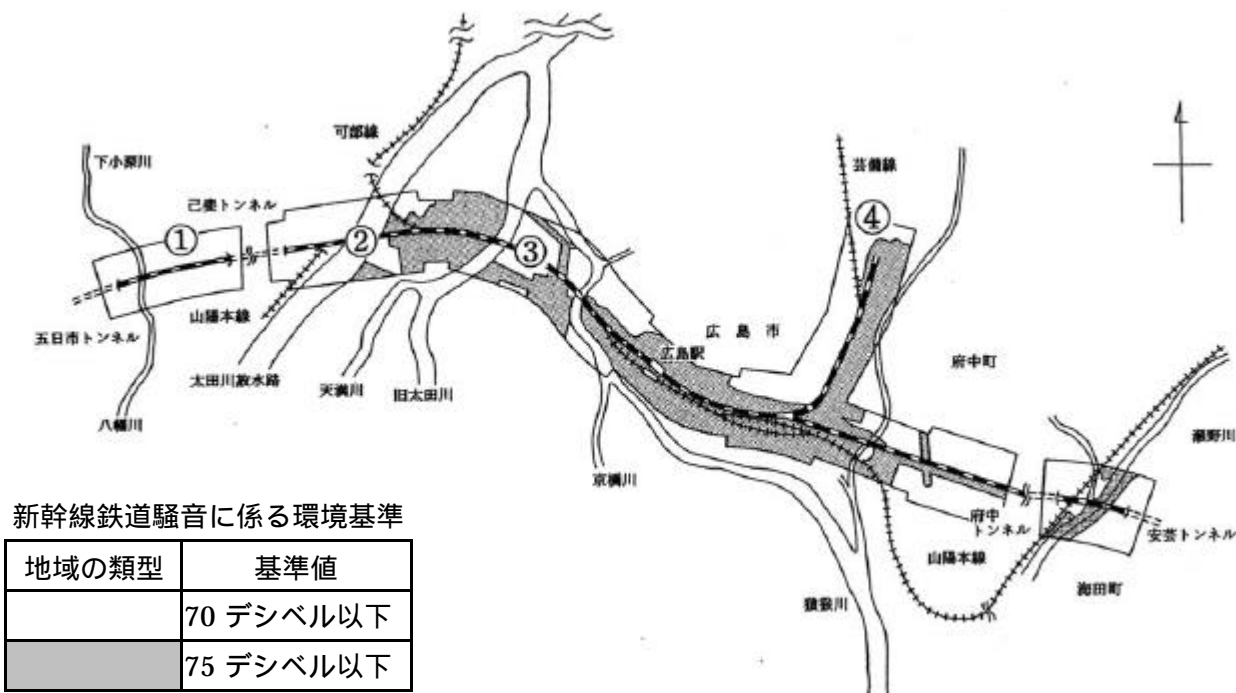 可部線
下小深川
芸備線
己斐トンネル
①
②
③
④
山陽本線
五日市トンネル
太田川放水路
天満川
旧太田川
八幡川
広島市
広島駅
府中町
瀬野川
京橋川
府中
トンネル
山陽本線
安芸トンネル
海田町
猿猴川
新幹線鉄道騒音に係る環境基準
地域の類型 基準値
70 デシベル以下
75 デシベル以下